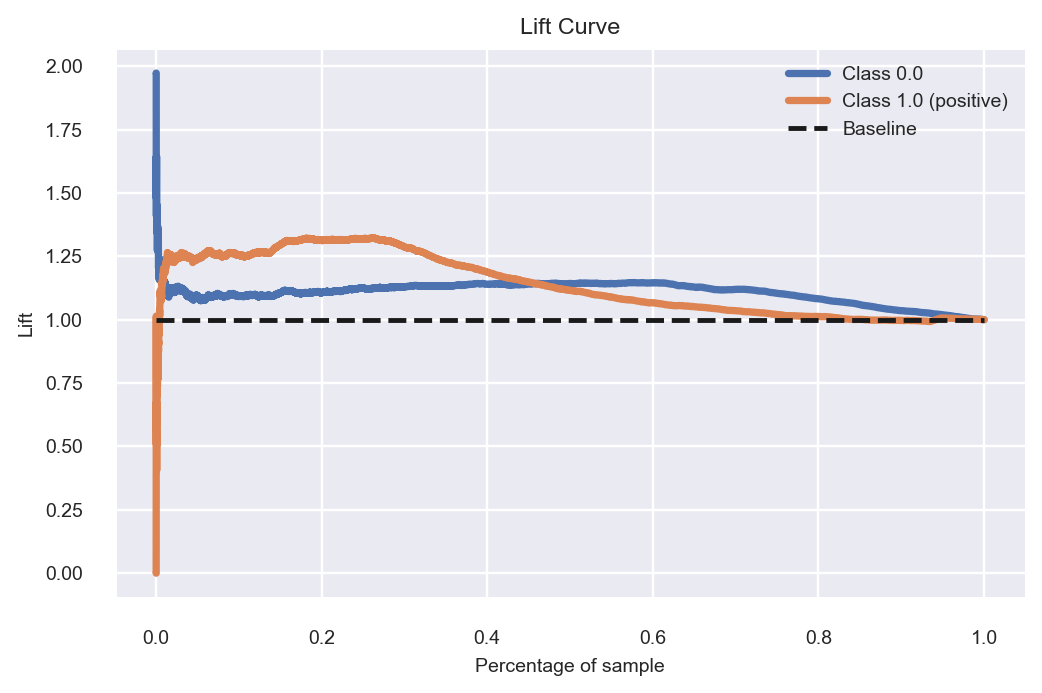 Lift Curve
2.00
1.75
1.50
1.25
1.00
0.75
0.50
0.25
0.00
Lift
Class 0.0
Class 1.0 (positive)
Baseline
0.0 0.2 0.4 0.6 0.8 1.0
Percentage of sample